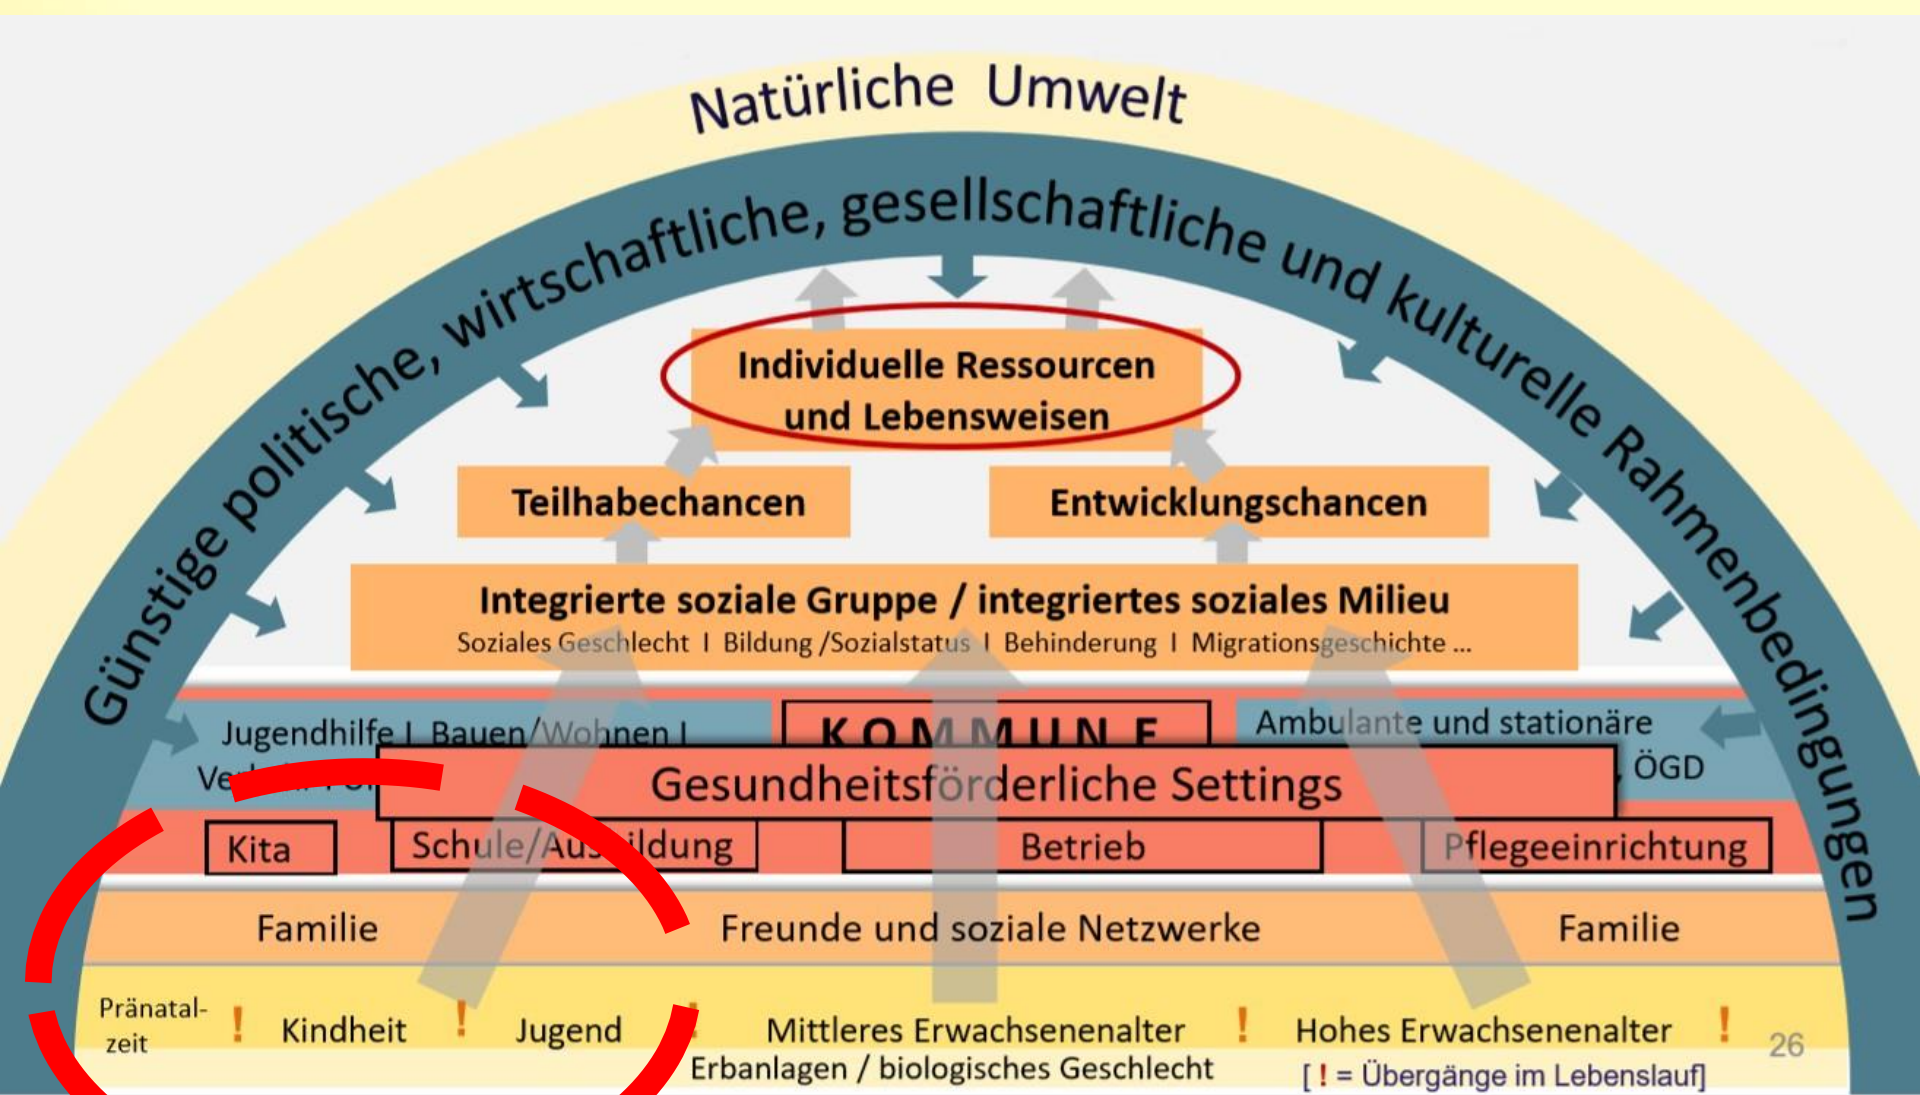 Natürliche Umwelt
Günstige politische, wirtschaftliche, gesellschaftliche und kulturelle Rahmenbedingungen
Individuelle Ressourcen
und Lebensweisen
Teilhabechancen
Entwicklungschancen
Integrierte soziale Gruppe / integriertes soziales Milieu
Soziales Geschlecht I Bildung /Sozialstatus I Behinderung I Migrationsgeschichte ...
Jugendhilfe I Bauen/Wohnen I
KOMMUNE
Ambulante und stationäre
ÖGD
Gesundheitsförderliche Settings
Kita
Schule/Ausbildung
Betrieb
Pflegeeinrichtung
Familie
Freunde und soziale Netzwerke
Familie
Pränatal-
zeit
! Kindheit ! Jugend ! Mittleres Erwachsenenalter ! Hohes Erwachsenenalter !
26
Erbanlagen / biologisches Geschlecht
[ ! = Übergänge im Lebenslauf]